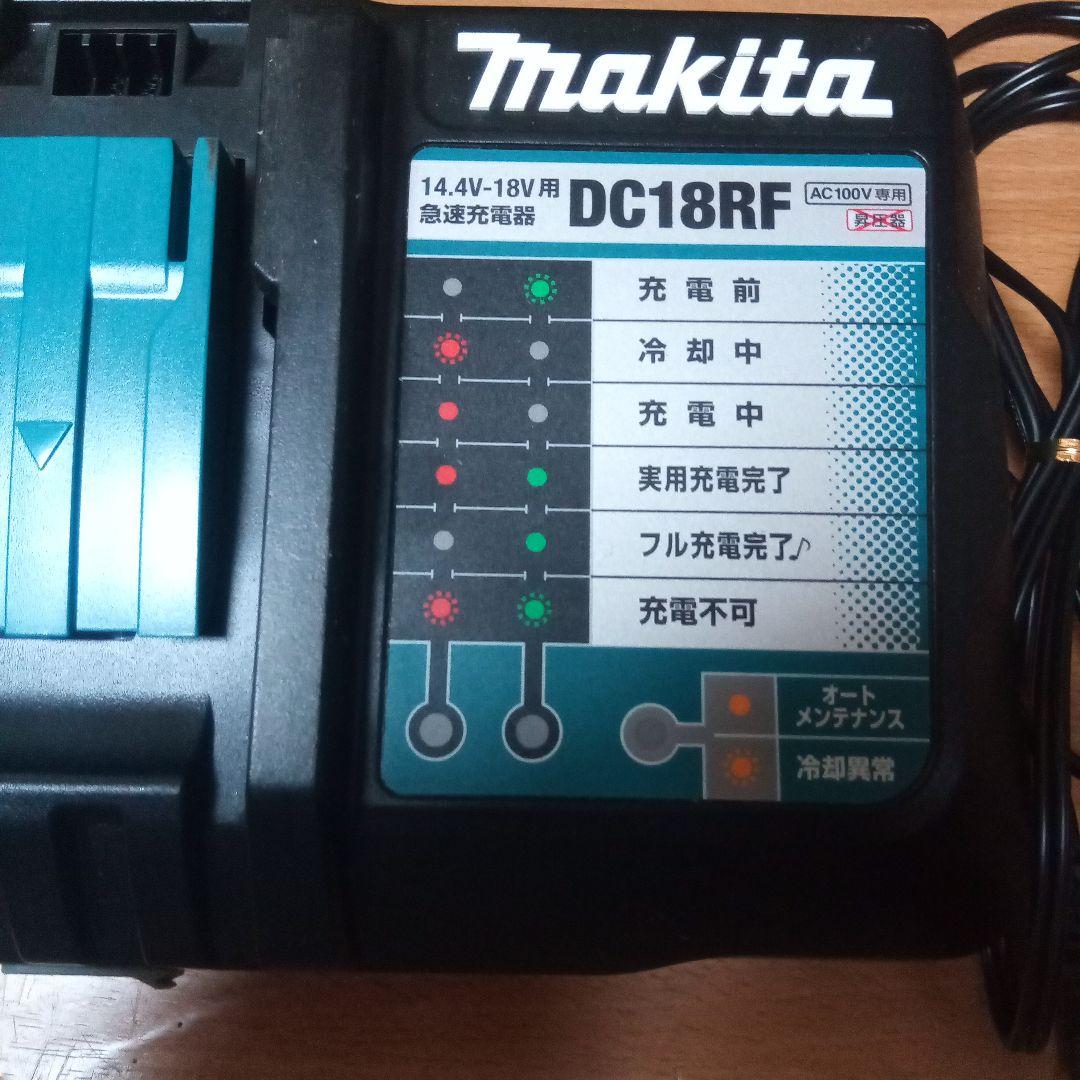 makita
14.4V-18V用
急速充電器
DC18RF
AC100V専用
昇圧器
充電前
冷却中
充電中
実用充電完了
フル充電完了♪
充電不可
オート
メンテナンス
冷却異常